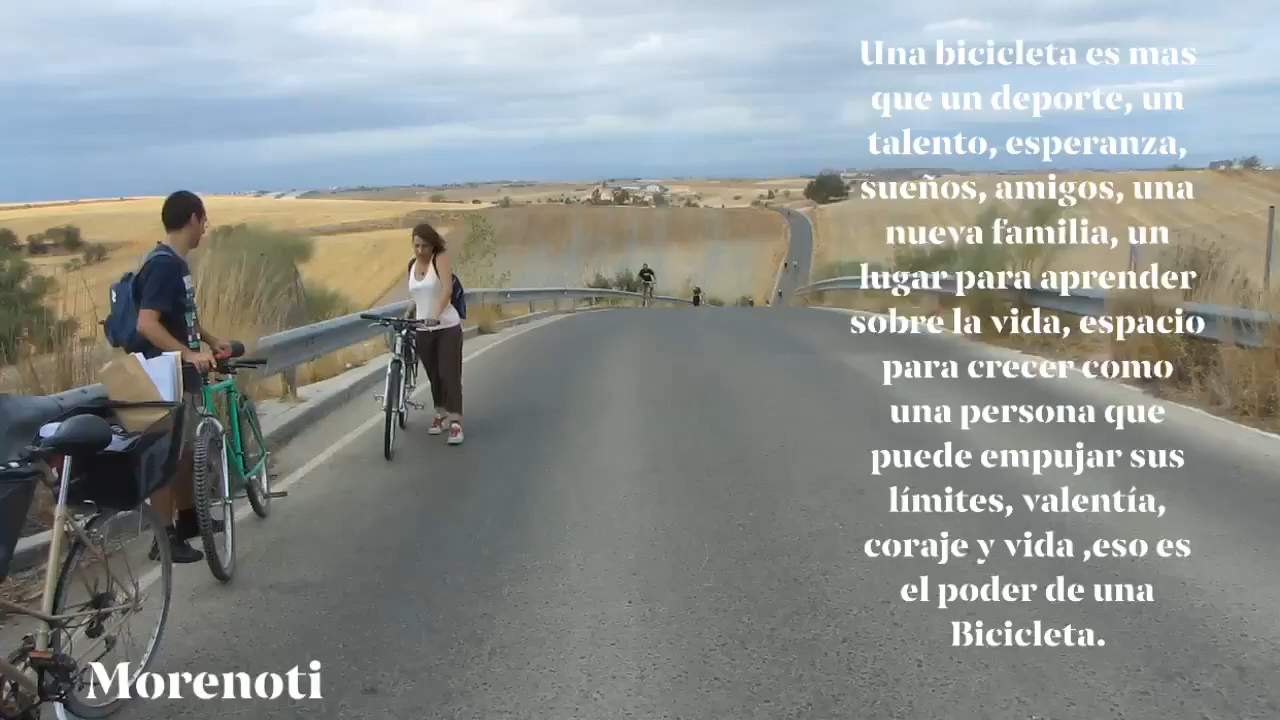 Una bicicleta es mas
que un deporte, un
talento, esperanza,
sueños, amigos, una
nueva familia, un
lugar para aprender
sobre la vida, espacio
para crecer como
una persona que
puede empujar sus
límites, valentía,
coraje y vida ,eso es
el poder de una
Bicicleta.
Morenoti